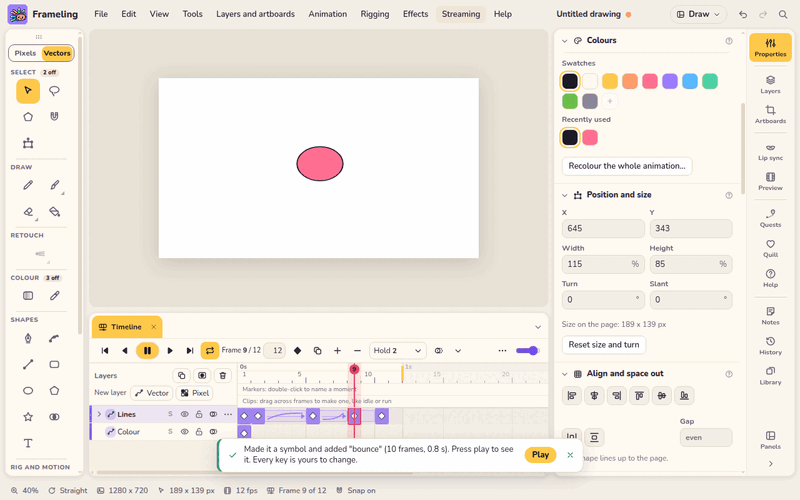 Frameling
File Edit View Tools Layers and artboards Animation Rigging Effects Streaming Help
Untitled drawing
Draw
Pixels Vectors
SELECT 2 off
DRAW
RETOUCH
COLOUR 3 off
SHAPES
RIG AND MOTION
Colours
Swatches
Recently used
Recolour the whole animation...
Position and size
X Y
645 343
Width Height
115 % 85 %
Turn Slant
0 ° 0 °
Size on the page: 189 x 139 px
Reset size and turn
Align and space out
Gap
even
hape lines up to the page.
Properties
Layers
Artboards
Lip sync
Preview
Quests
Quill
Help
Notes
History
Library
Panels
Timeline
Frame 9 / 12 12 Hold 2
Layers
0s 1s
1 5 9 10 15 20
Markers: double-click to name a moment
New layer Vector Pixel
Clips: drag across frames to make one, like idle or run
Lines S
Colour S
Made it a symbol and added "bounce" (10 frames, 0.8 s). Press play to see
it. Every key is yours to change.
Play
40% Straight 1280 x 720 189 x 139 px 12 fps Frame 9 of 12 Snap on